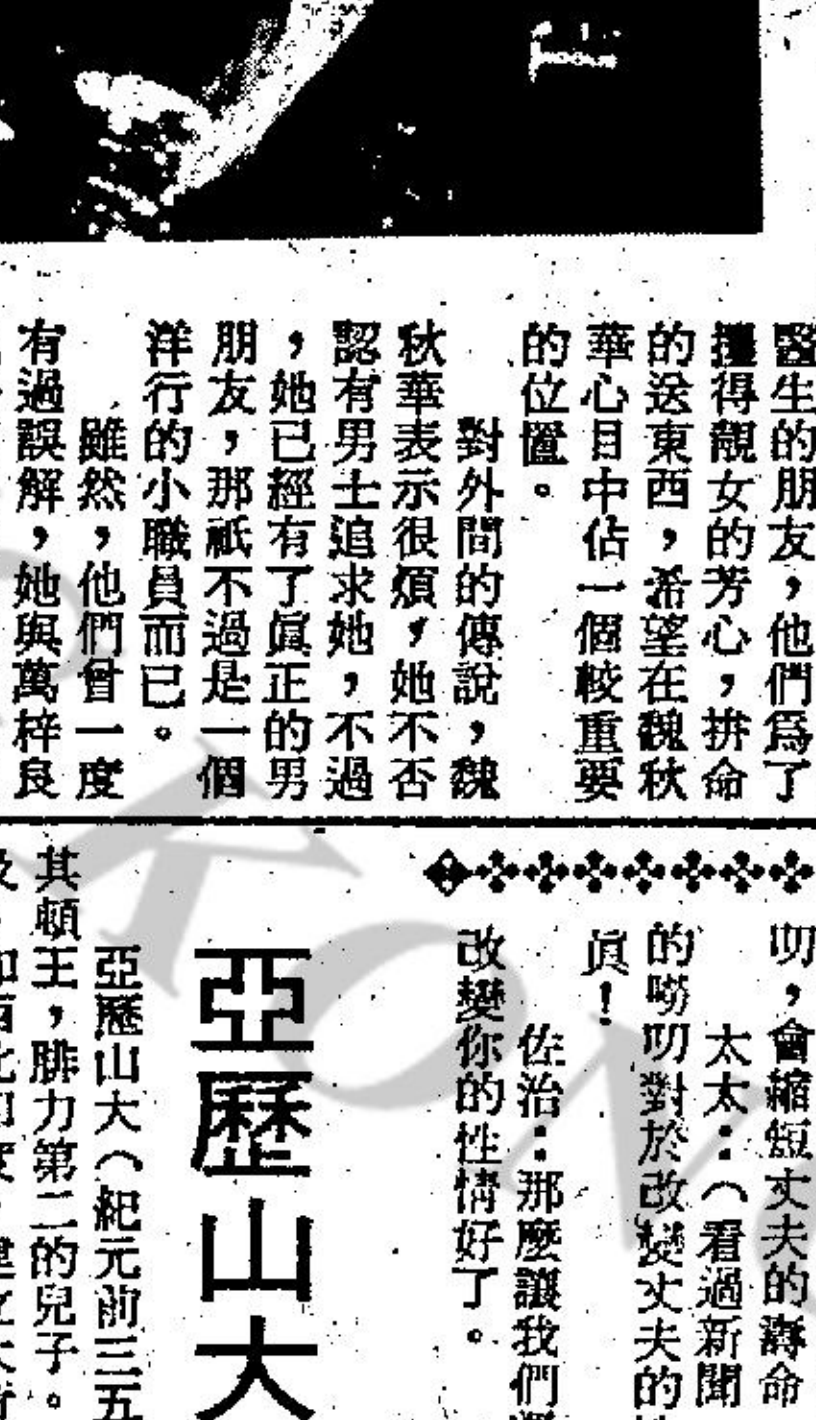 醫生的朋友，他們爲了
獲得靚女的芳心，拚命
的送東西，希望在魏秋
華心目中佔一個較重要
的位置。
對外間的傳說，魏
秋華表示很煩，她不否
認有男士追求她，不過
，她已經有了眞正的男
朋友，那祇不過是一個
洋行的小職員而已。
雖然，他們曾一度
有過誤解，她與萬梓良
叨，會縮短丈夫的壽命
太太：（看過新聞
的嘮叨對於改變丈夫的
眞！
佐治：那麼讓我們
改變你的性情好了。
亞歷山大
亞歷山大（紀元前三五
其頓王，腓力第二的兒子。